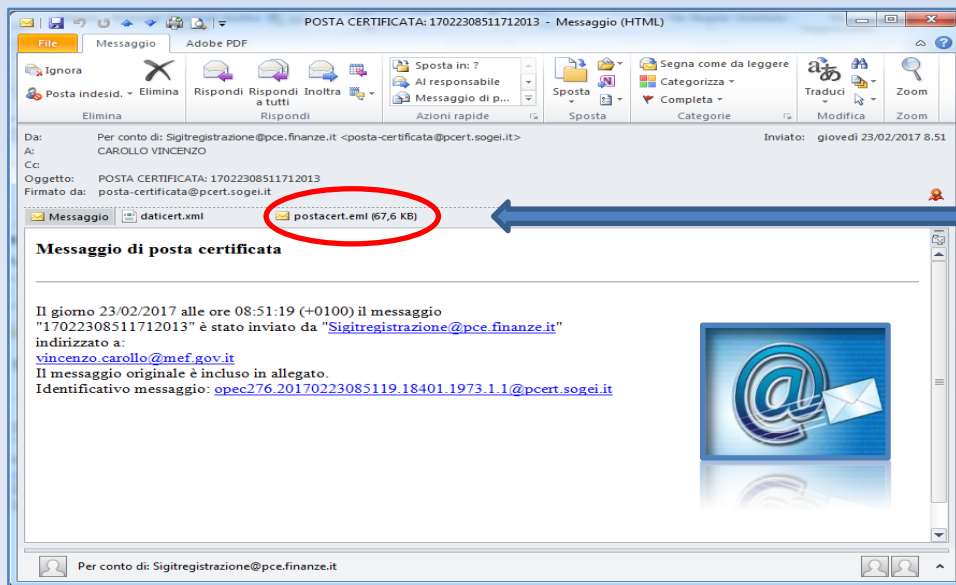 POSTA CERTIFICATA: 17022308511712013 - Messaggio (HTML)
File Messaggio Adobe PDF
Ignora
Posta indesid.
Elimina
Rispondi
Rispondi a tutti
Inoltra
Sposta in: ?
Al responsabile
Messaggio di p...
Sposta
Segna come da leggere
Categorizza
Completa
Traduci
Zoom
Elimina Rispondi Azioni rapide Sposta Categorie Modifica Zoom
Da: Per conto di: Sigitregistrazione@pce.finanze.it <posta-certificata@pcert.sogei.it> Inviato: giovedì 23/02/2017 8.51
A: CAROLLO VINCENZO
Cc:
Oggetto: POSTA CERTIFICATA: 17022308511712013
Firmato da: posta-certificata@pcert.sogei.it
Messaggio daticert.xml postacert.eml (67,6 KB)
Messaggio di posta certificata
Il giorno 23/02/2017 alle ore 08:51:19 (+0100) il messaggio
"17022308511712013" è stato inviato da "Sigitregistrazione@pce.finanze.it"
indirizzato a:
vincenzo.carollo@mef.gov.it
Il messaggio originale è incluso in allegato.
Identificativo messaggio: opec276.20170223085119.18401.1973.1.1@pcert.sogei.it
Per conto di: Sigitregistrazione@pce.finanze.it